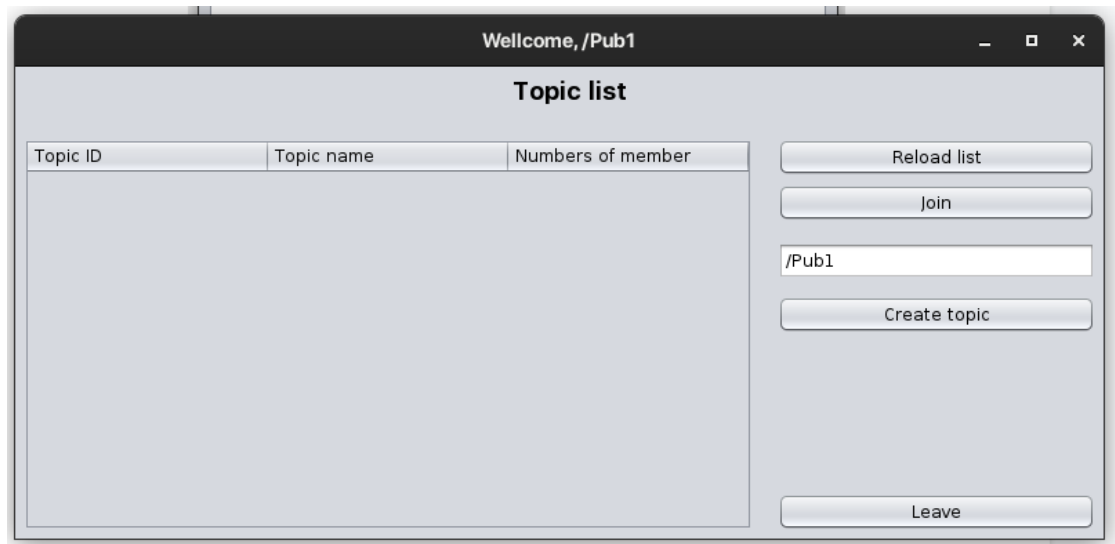 Wellcome, /Pub1
Topic list
Topic ID Topic name Numbers of member
Reload list
Join
/Pub1
Create topic
Leave